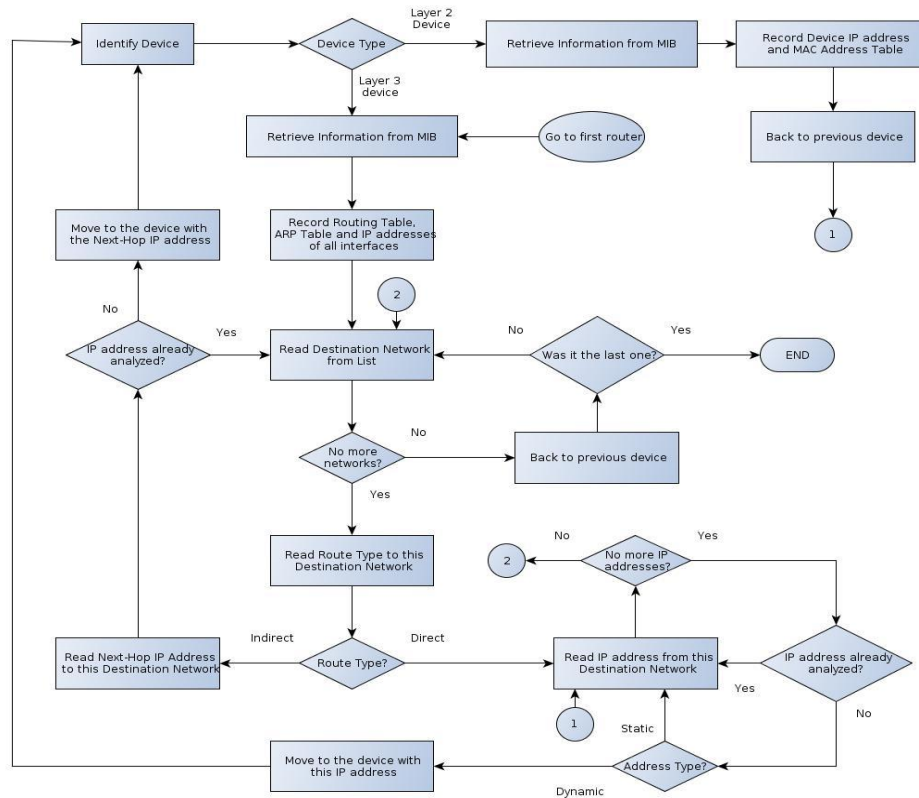 Layer 2
Device
Identify Device
Device Type
Retrieve Information from MIB
Record Device IP address
and MAC Address Table
Layer 3
device
Retrieve Information from MIB
Go to first router
Back to previous device
Move to the device with
the Next-Hop IP address
Record Routing Table,
ARP Table and IP addresses
of all interfaces
1
2
No
Yes
No
Yes
IP address already
analyzed?
Read Destination Network
from List
Was it the last one?
END
No more
networks?
No
Back to previous device
Yes
Read Route Type to this
Destination Network
No
Yes
2
No more IP
addresses?
Indirect
Direct
Read Next-Hop IP Address
to this Destination Network
Route Type?
Read IP address from this
Destination Network
IP address already
analyzed?
Yes
No
1
Static
Move to the device with
this IP address
Address Type?
Dynamic